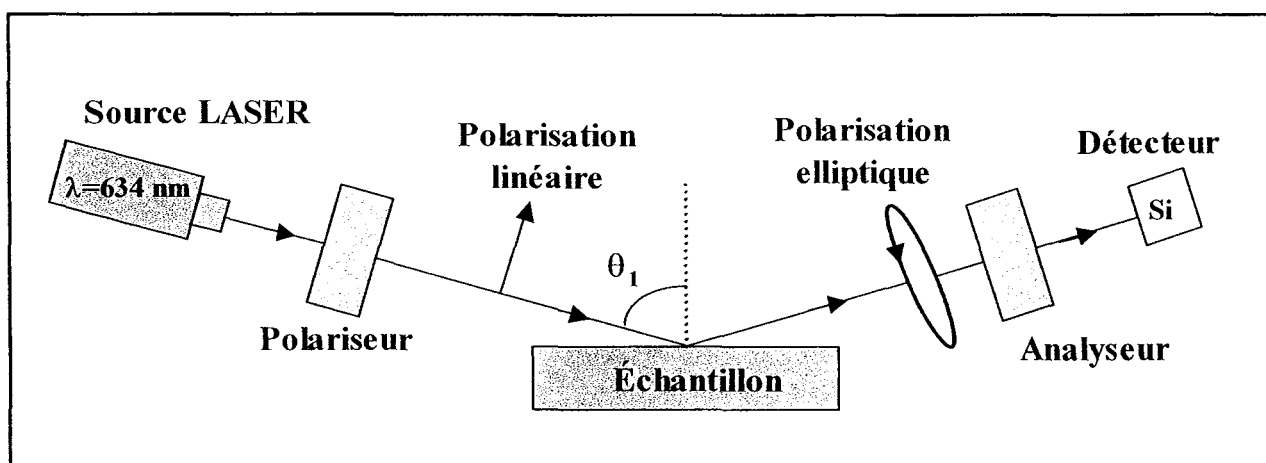 Source LASER
λ=634 nm
Polarisation
linéaire
Polarisation
elliptique
Détecteur
Si
θ1
Polariseur
Analyseur
Échantillon